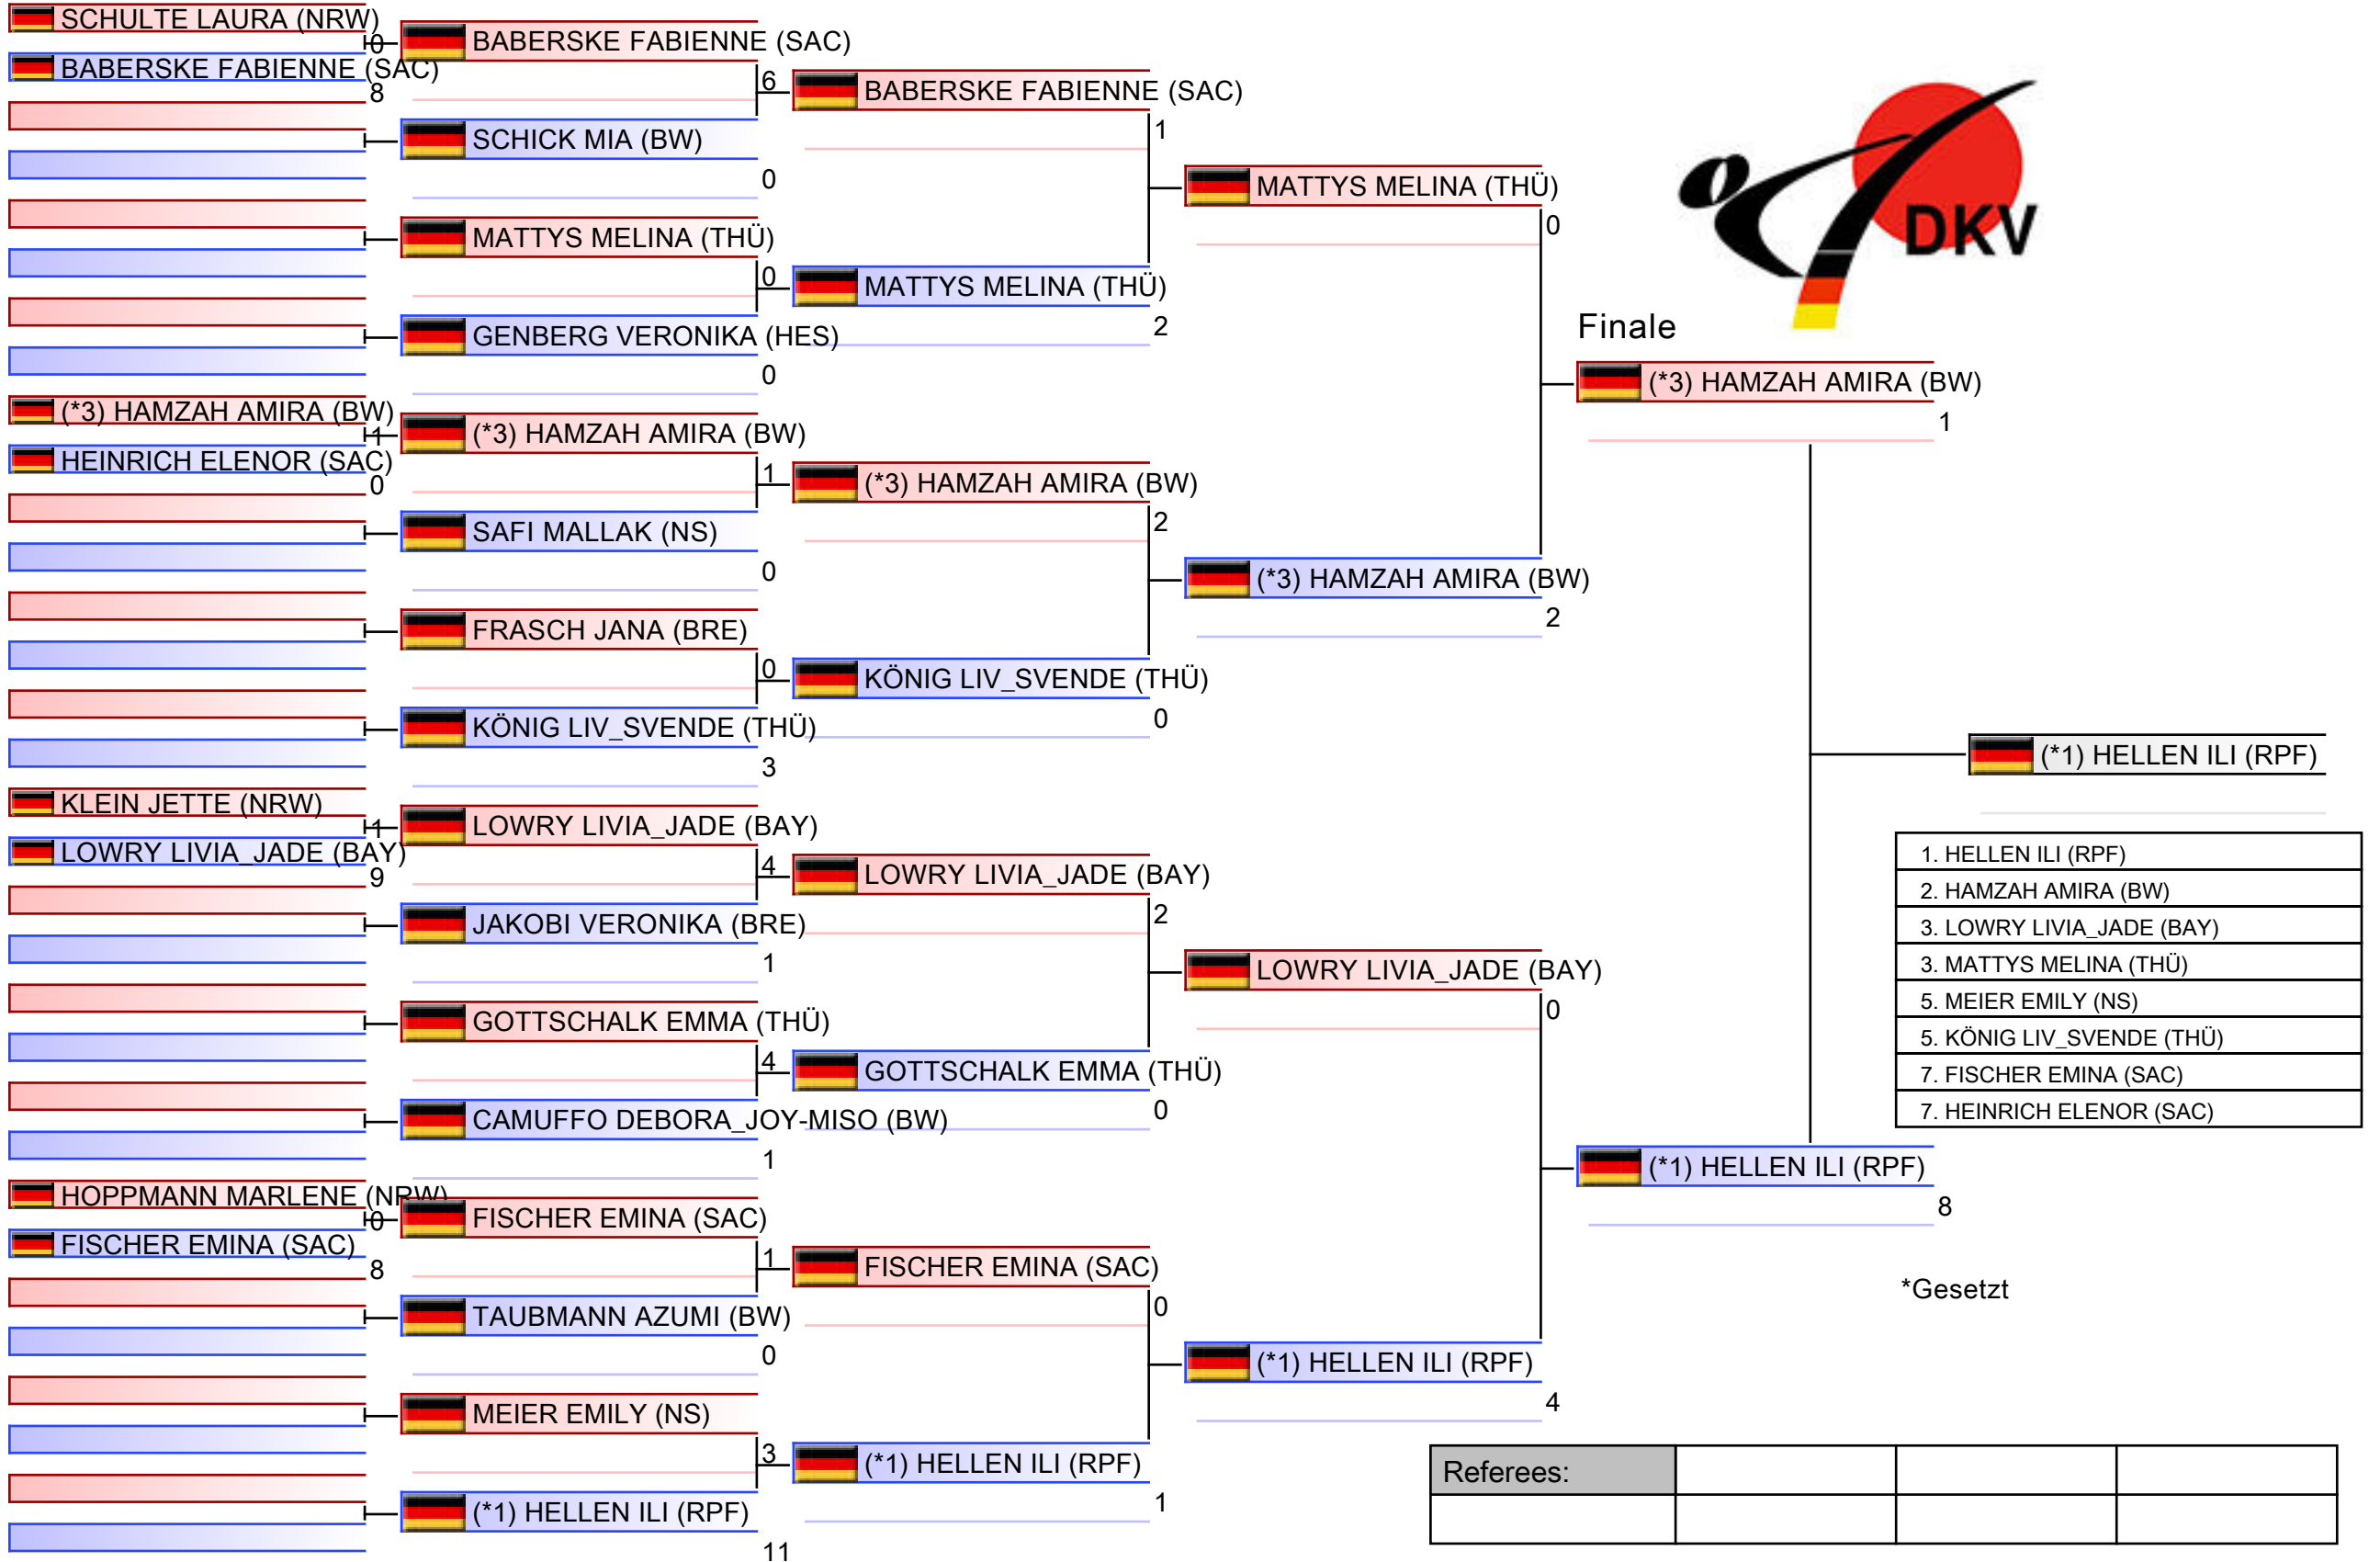 SCHULTE LAURA (NRW)
0
BABERSKE FABIENNE (SAC)
8
(*3) HAMZAH AMIRA (BW)
1
HEINRICH ELENOR (SAC)
0
KLEIN JETTE (NRW)
1
LOWRY LIVIA_JADE (BAY)
9
HOPPMANN MARLENE (NRW)
0
FISCHER EMINA (SAC)
8
BABERSKE FABIENNE (SAC)
6
SCHICK MIA (BW)
0
MATTYS MELINA (THÜ)
0
GENBERG VERONIKA (HES)
0
(*3) HAMZAH AMIRA (BW)
1
SAFI MALLAK (NS)
0
FRASCH JANA (BRE)
0
KÖNIG LIV_SVENDE (THÜ)
3
LOWRY LIVIA_JADE (BAY)
4
JAKOBI VERONIKA (BRE)
1
GOTTSCHALK EMMA (THÜ)
4
CAMUFFO DEBORA_JOY-MISO (BW)
1
FISCHER EMINA (SAC)
1
TAUBMANN AZUMI (BW)
0
MEIER EMILY (NS)
3
(*1) HELLEN ILI (RPF)
11
BABERSKE FABIENNE (SAC)
1
MATTYS MELINA (THÜ)
2
(*3) HAMZAH AMIRA (BW)
2
KÖNIG LIV_SVENDE (THÜ)
0
LOWRY LIVIA_JADE (BAY)
2
GOTTSCHALK EMMA (THÜ)
0
FISCHER EMINA (SAC)
0
(*1) HELLEN ILI (RPF)
1
MATTYS MELINA (THÜ)
0
(*3) HAMZAH AMIRA (BW)
2
LOWRY LIVIA_JADE (BAY)
0
(*1) HELLEN ILI (RPF)
4
DKV
Finale
(*3) HAMZAH AMIRA (BW)
1
(*1) HELLEN ILI (RPF)
8
(*1) HELLEN ILI (RPF)
1. HELLEN ILI (RPF)
2. HAMZAH AMIRA (BW)
3. LOWRY LIVIA_JADE (BAY)
3. MATTYS MELINA (THÜ)
5. MEIER EMILY (NS)
5. KÖNIG LIV_SVENDE (THÜ)
7. FISCHER EMINA (SAC)
7. HEINRICH ELENOR (SAC)
*Gesetzt
Referees: